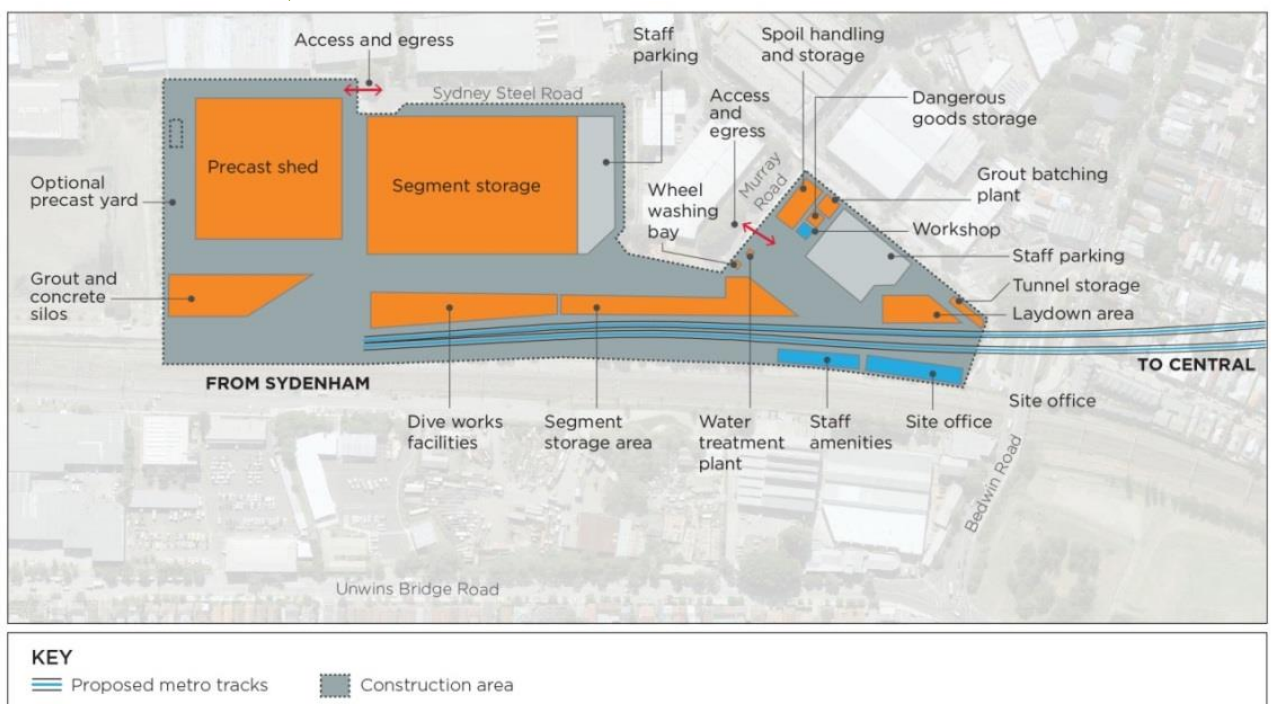 Access and egress
Sydney Steel Road
Staff
parking
Spoil handling
and storage
Access
and
egress
Murray
Road
Dangerous
goods storage
Grout batching
plant
Workshop
Staff parking
Tunnel storage
Laydown area
Optional
precast yard
Precast shed
Segment storage
Wheel
washing
bay
Grout and
concrete
silos
FROM SYDENHAM
TO CENTRAL
Dive works
facilities
Segment
storage area
Water
treatment
plant
Staff
amenities
Site office
Site office
Bedwin Road
Unwins Bridge Road
KEY
Proposed metro tracks
Construction area